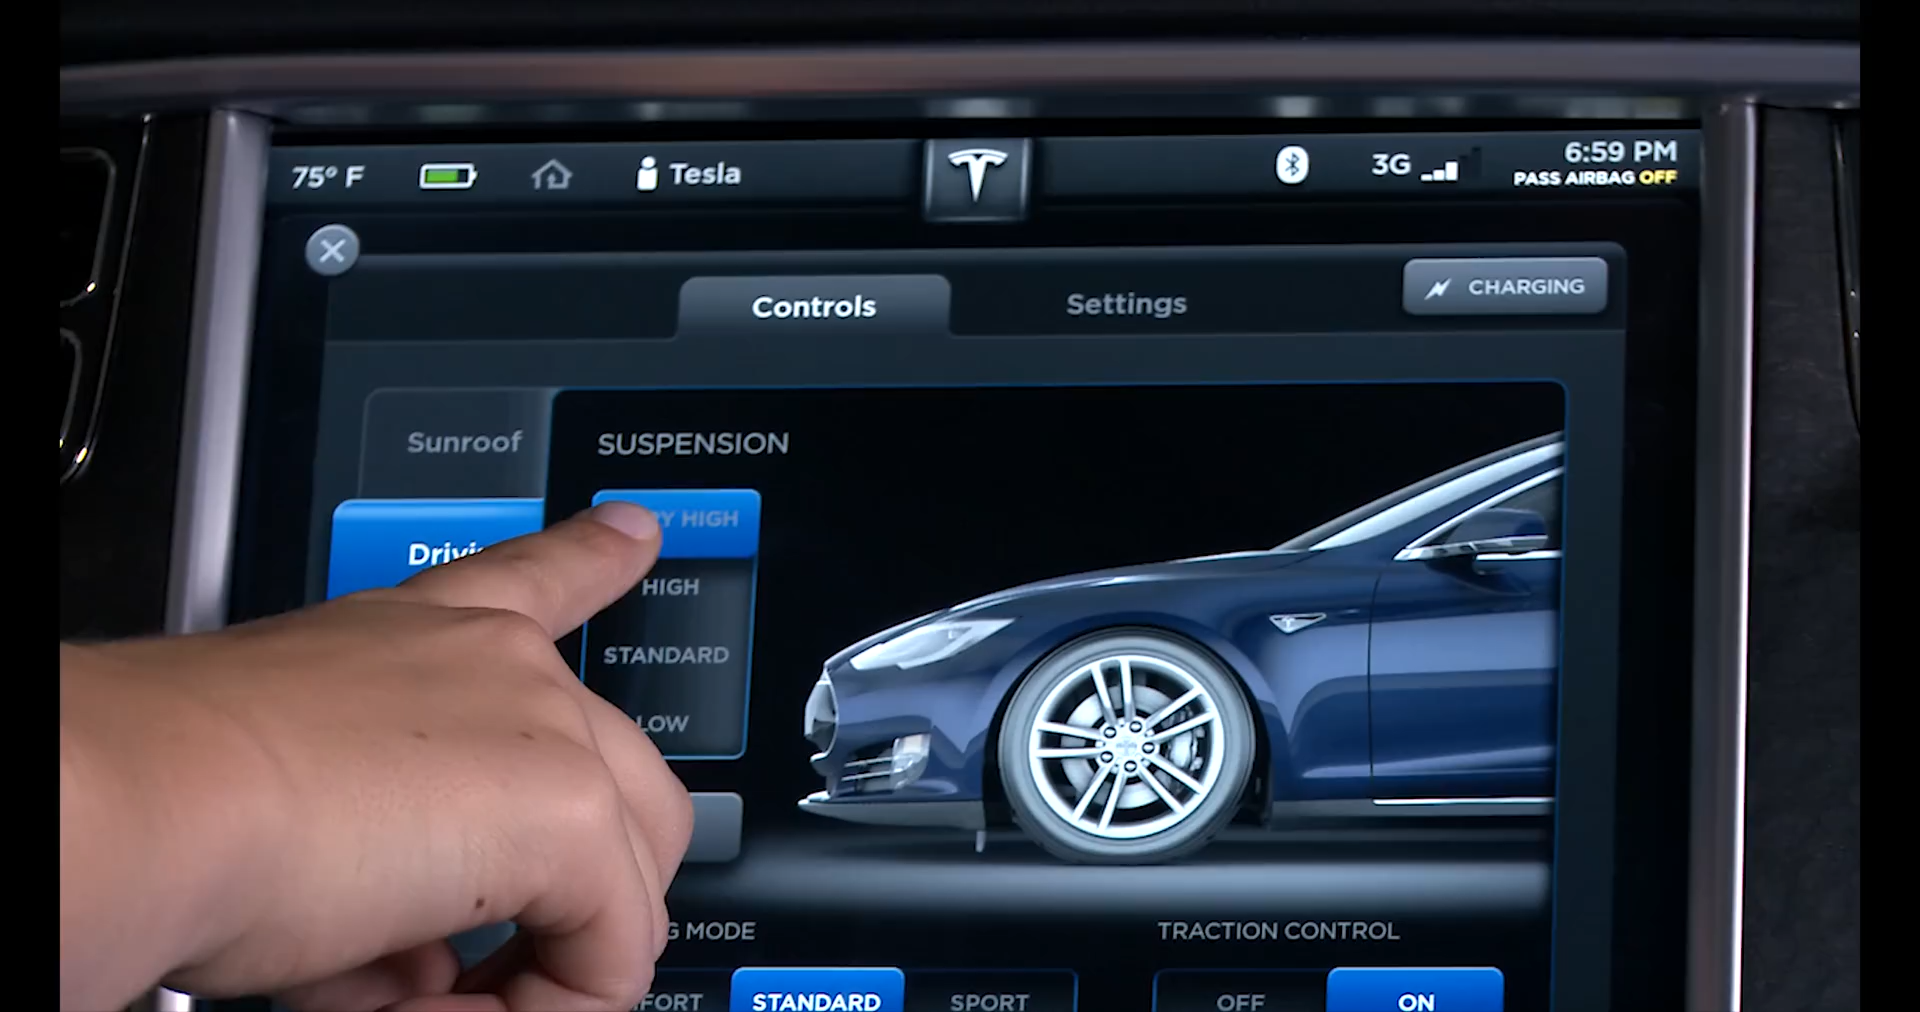 75° F
Tesla
3G
6:59 PM
PASS AIRBAG OFF
Controls
Settings
CHARGING
Sunroof
SUSPENSION
HIGH
HIGH
STANDARD
LOW
MODE
TRACTION CONTROL
STANDARD
SPORT
OFF
ON